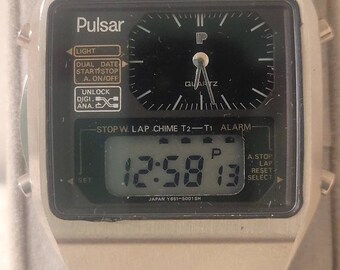 Pulsar
P
LIGHT
DUAL DATE
START/STOP
A. ON/OFF
QUARTZ
UNLOCK
DIGI.
ANA.
STOPW. LAP CHIME T2—T1 ALARM
P
12:58 13
A.STOP
LAP
RESET
SELECT
SET
JAPAN